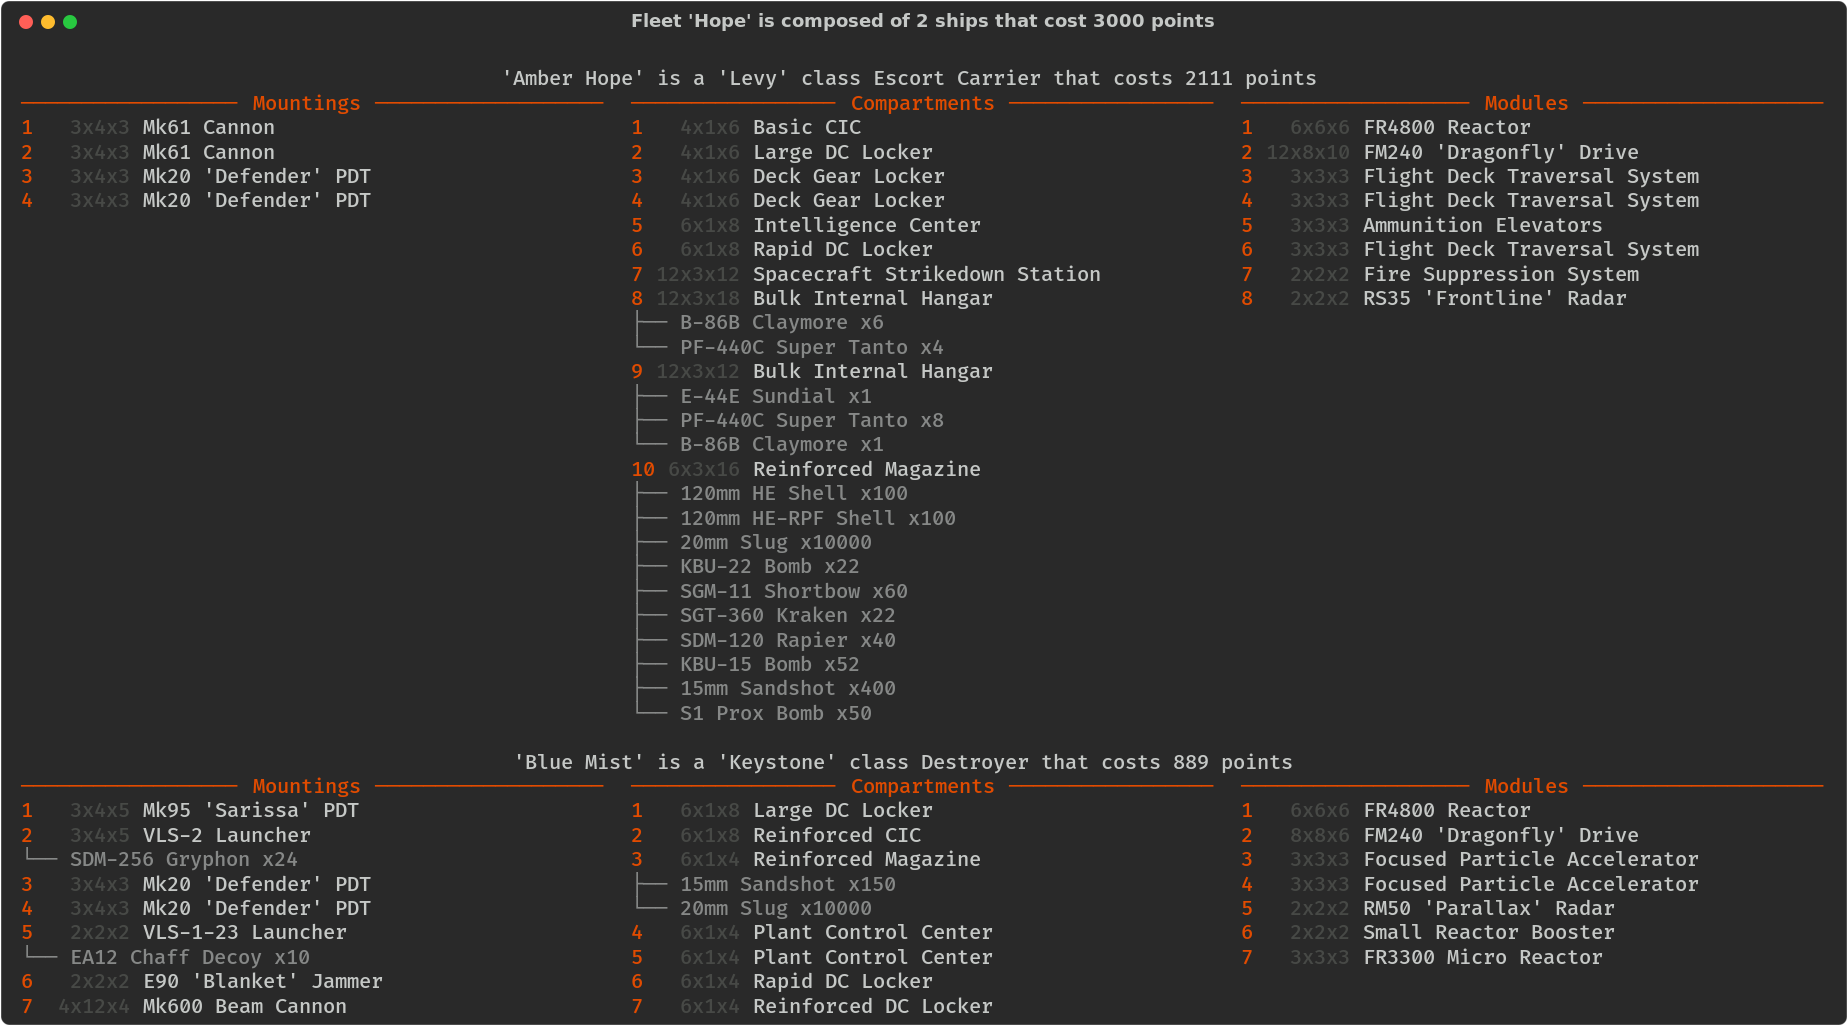 Fleet 'Hope' is composed of 2 ships that cost 3000 points
'Amber Hope' is a 'Levy' class Escort Carrier that costs 2111 points
Mountings
1 3x4x3 Mk61 Cannon
2 3x4x3 Mk61 Cannon
3 3x4x3 Mk20 'Defender' PDT
4 3x4x3 Mk20 'Defender' PDT
Compartments
1 4x1x6 Basic CIC
2 4x1x6 Large DC Locker
3 4x1x6 Deck Gear Locker
4 4x1x6 Deck Gear Locker
5 6x1x8 Intelligence Center
6 6x1x8 Rapid DC Locker
7 12x3x12 Spacecraft Strikedown Station
8 12x3x18 Bulk Internal Hangar
├── B-86B Claymore x6
└── PF-440C Super Tanto x4
9 12x3x12 Bulk Internal Hangar
├── E-44E Sundial x1
├── PF-440C Super Tanto x8
└── B-86B Claymore x1
10 6x3x16 Reinforced Magazine
├── 120mm HE Shell x100
├── 120mm HE-RPF Shell x100
├── 20mm Slug x10000
├── KBU-22 Bomb x22
├── SGM-11 Shortbow x60
├── SGT-360 Kraken x22
├── SDM-120 Rapier x40
├── KBU-15 Bomb x52
├── 15mm Sandshot x400
└── S1 Prox Bomb x50
Modules
1 6x6x6 FR4800 Reactor
2 12x8x10 FM240 'Dragonfly' Drive
3 3x3x3 Flight Deck Traversal System
4 3x3x3 Flight Deck Traversal System
5 3x3x3 Ammunition Elevators
6 3x3x3 Flight Deck Traversal System
7 2x2x2 Fire Suppression System
8 2x2x2 RS35 'Frontline' Radar
'Blue Mist' is a 'Keystone' class Destroyer that costs 889 points
Mountings
1 3x4x5 Mk95 'Sarissa' PDT
2 3x4x5 VLS-2 Launcher
└── SDM-256 Gryphon x24
3 3x4x3 Mk20 'Defender' PDT
4 3x4x3 Mk20 'Defender' PDT
5 2x2x2 VLS-1-23 Launcher
└── EA12 Chaff Decoy x10
6 2x2x2 E90 'Blanket' Jammer
7 4x12x4 Mk600 Beam Cannon
Compartments
1 6x1x8 Large DC Locker
2 6x1x8 Reinforced CIC
3 6x1x4 Reinforced Magazine
├── 15mm Sandshot x150
└── 20mm Slug x10000
4 6x1x4 Plant Control Center
5 6x1x4 Plant Control Center
6 6x1x4 Rapid DC Locker
7 6x1x4 Reinforced DC Locker
Modules
1 6x6x6 FR4800 Reactor
2 8x8x6 FM240 'Dragonfly' Drive
3 3x3x3 Focused Particle Accelerator
4 3x3x3 Focused Particle Accelerator
5 2x2x2 RM50 'Parallax' Radar
6 2x2x2 Small Reactor Booster
7 3x3x3 FR3300 Micro Reactor